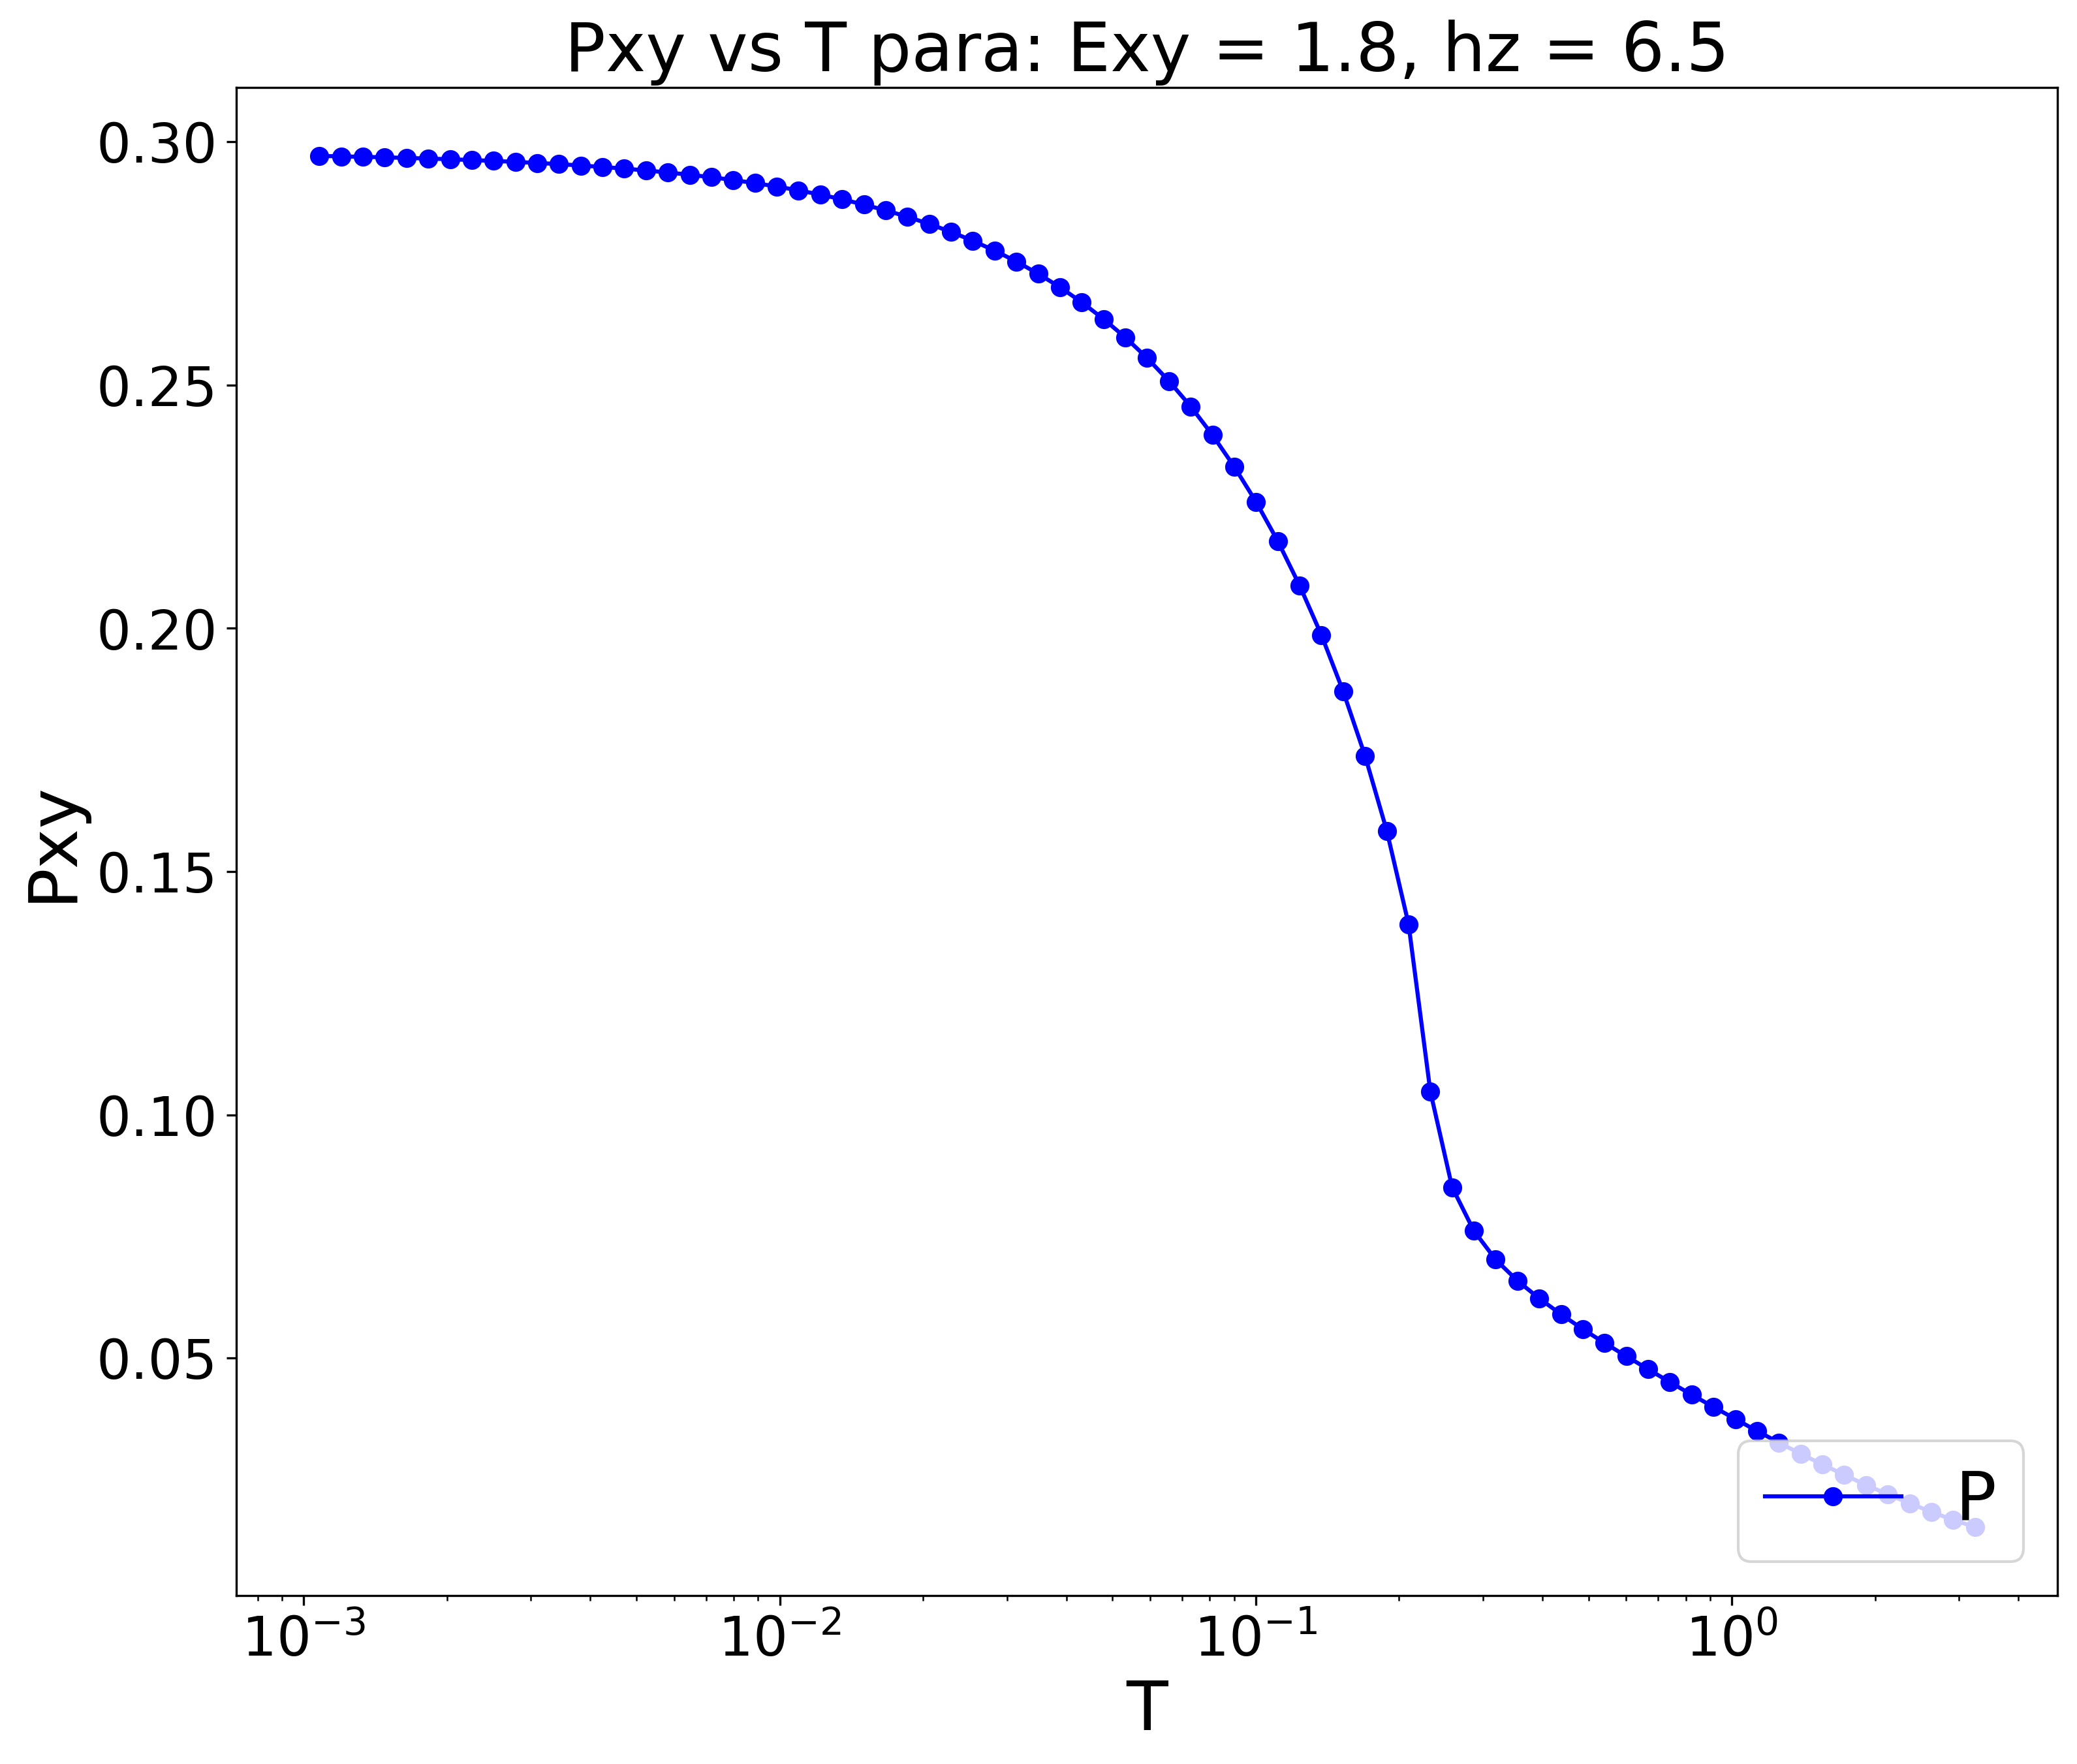 Pxy vs T para: Exy = 1.8, hz = 6.5
0.30
0.25
0.20
0.15
0.10
0.05
Pxy
10⁻³ 10⁻² 10⁻¹ 10⁰
T
P